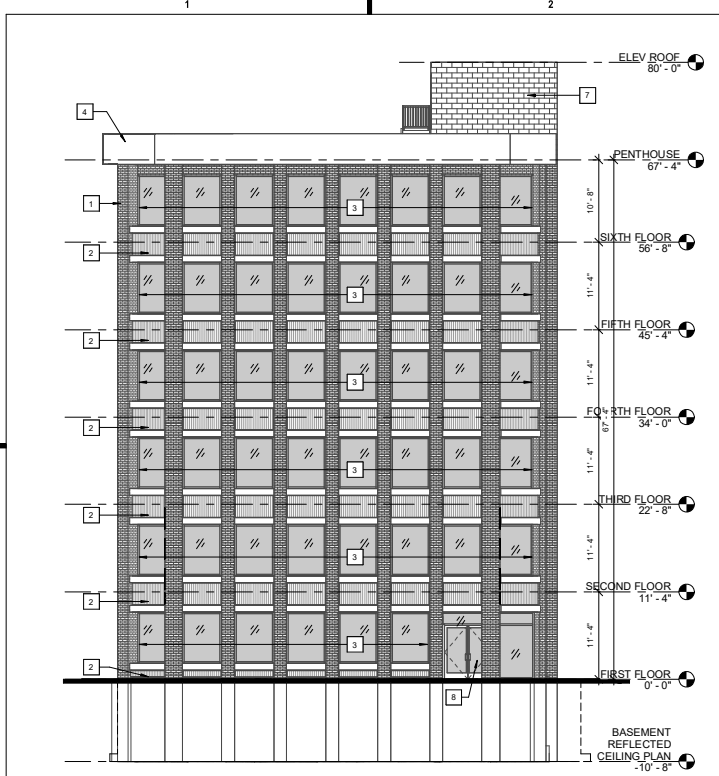 1 2
ELEV ROOF
80' - 0"
7
4
PENTHOUSE
67' - 4"
1
3
10' - 8"
2
SIXTH FLOOR
56' - 8"
3
11' - 4"
2
FIFTH FLOOR
45' - 4"
3
11' - 4"
2
FOURTH FLOOR
34' - 0"
67' - 4"
3
11' - 4"
2
THIRD FLOOR
22' - 8"
3
11' - 4"
2
SECOND FLOOR
11' - 4"
3
11' - 4"
2
FIRST FLOOR
0' - 0"
8
BASEMENT
REFLECTED
CEILING PLAN
-10' - 8"